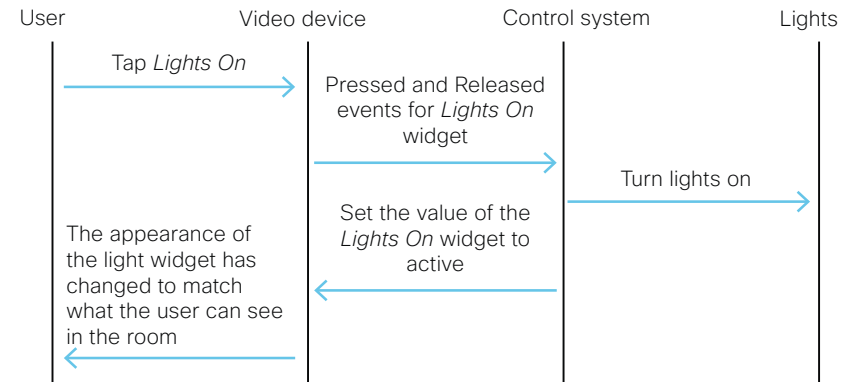 User
Video device
Control system
Lights
Tap Lights On
Pressed and Released
events for Lights On
widget
Turn lights on
Set the value of the
Lights On widget to
active
The appearance of
the light widget has
changed to match
what the user can see
in the room